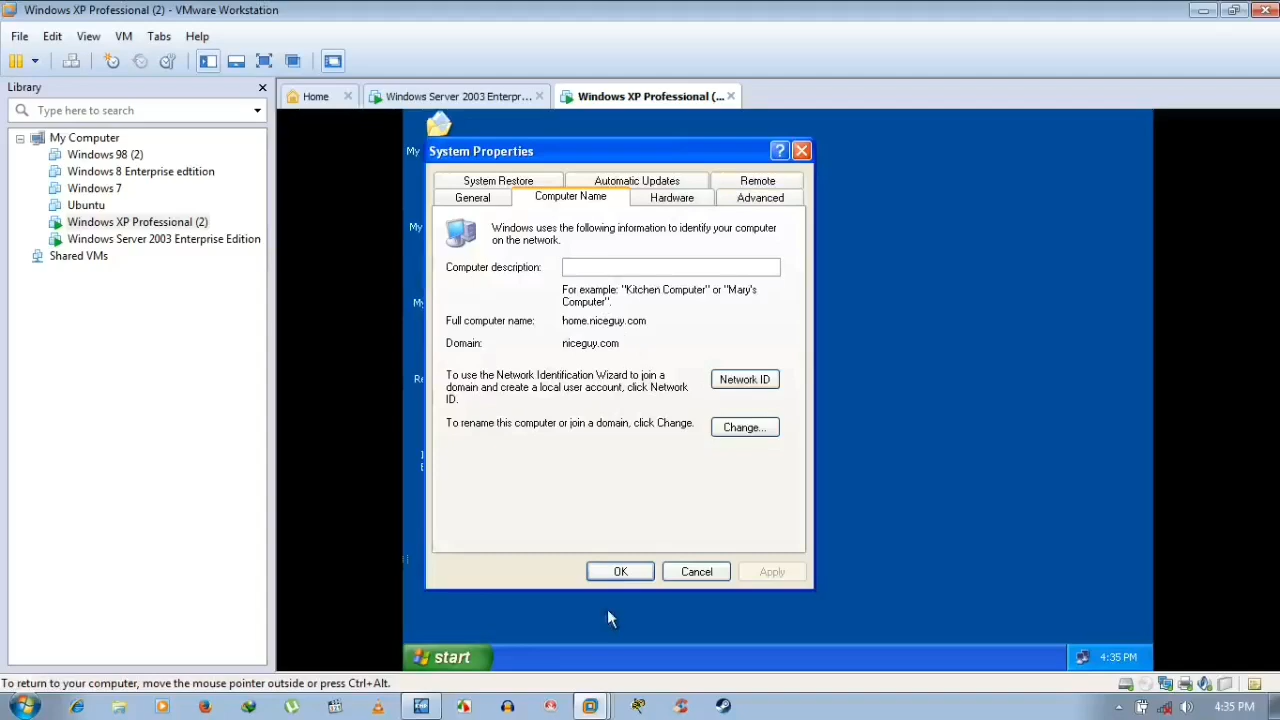 Windows XP Professional (2) - VMware Workstation
File Edit View VM Tabs Help
Library
Type here to search
My Computer
Windows 98 (2)
Windows 8 Enterprise edtition
Windows 7
Ubuntu
Windows XP Professional (2)
Windows Server 2003 Enterprise Edition
Shared VMs
Home
Windows Server 2003 Enterpr...
Windows XP Professional (...
My
My
My
Re
System Properties
System Restore
Automatic Updates
Remote
General
Computer Name
Hardware
Advanced
Windows uses the following information to identify your computer
on the network.
Computer description:
For example: "Kitchen Computer" or "Mary's
Computer".
Full computer name: home.niceguy.com
Domain: niceguy.com
To use the Network Identification Wizard to join a
domain and create a local user account, click Network
ID.
Network ID
To rename this computer or join a domain, click Change.
Change...
OK
Cancel
Apply
start
4:35 PM
To return to your computer, move the mouse pointer outside or press Ctrl+Alt.
4:35 PM